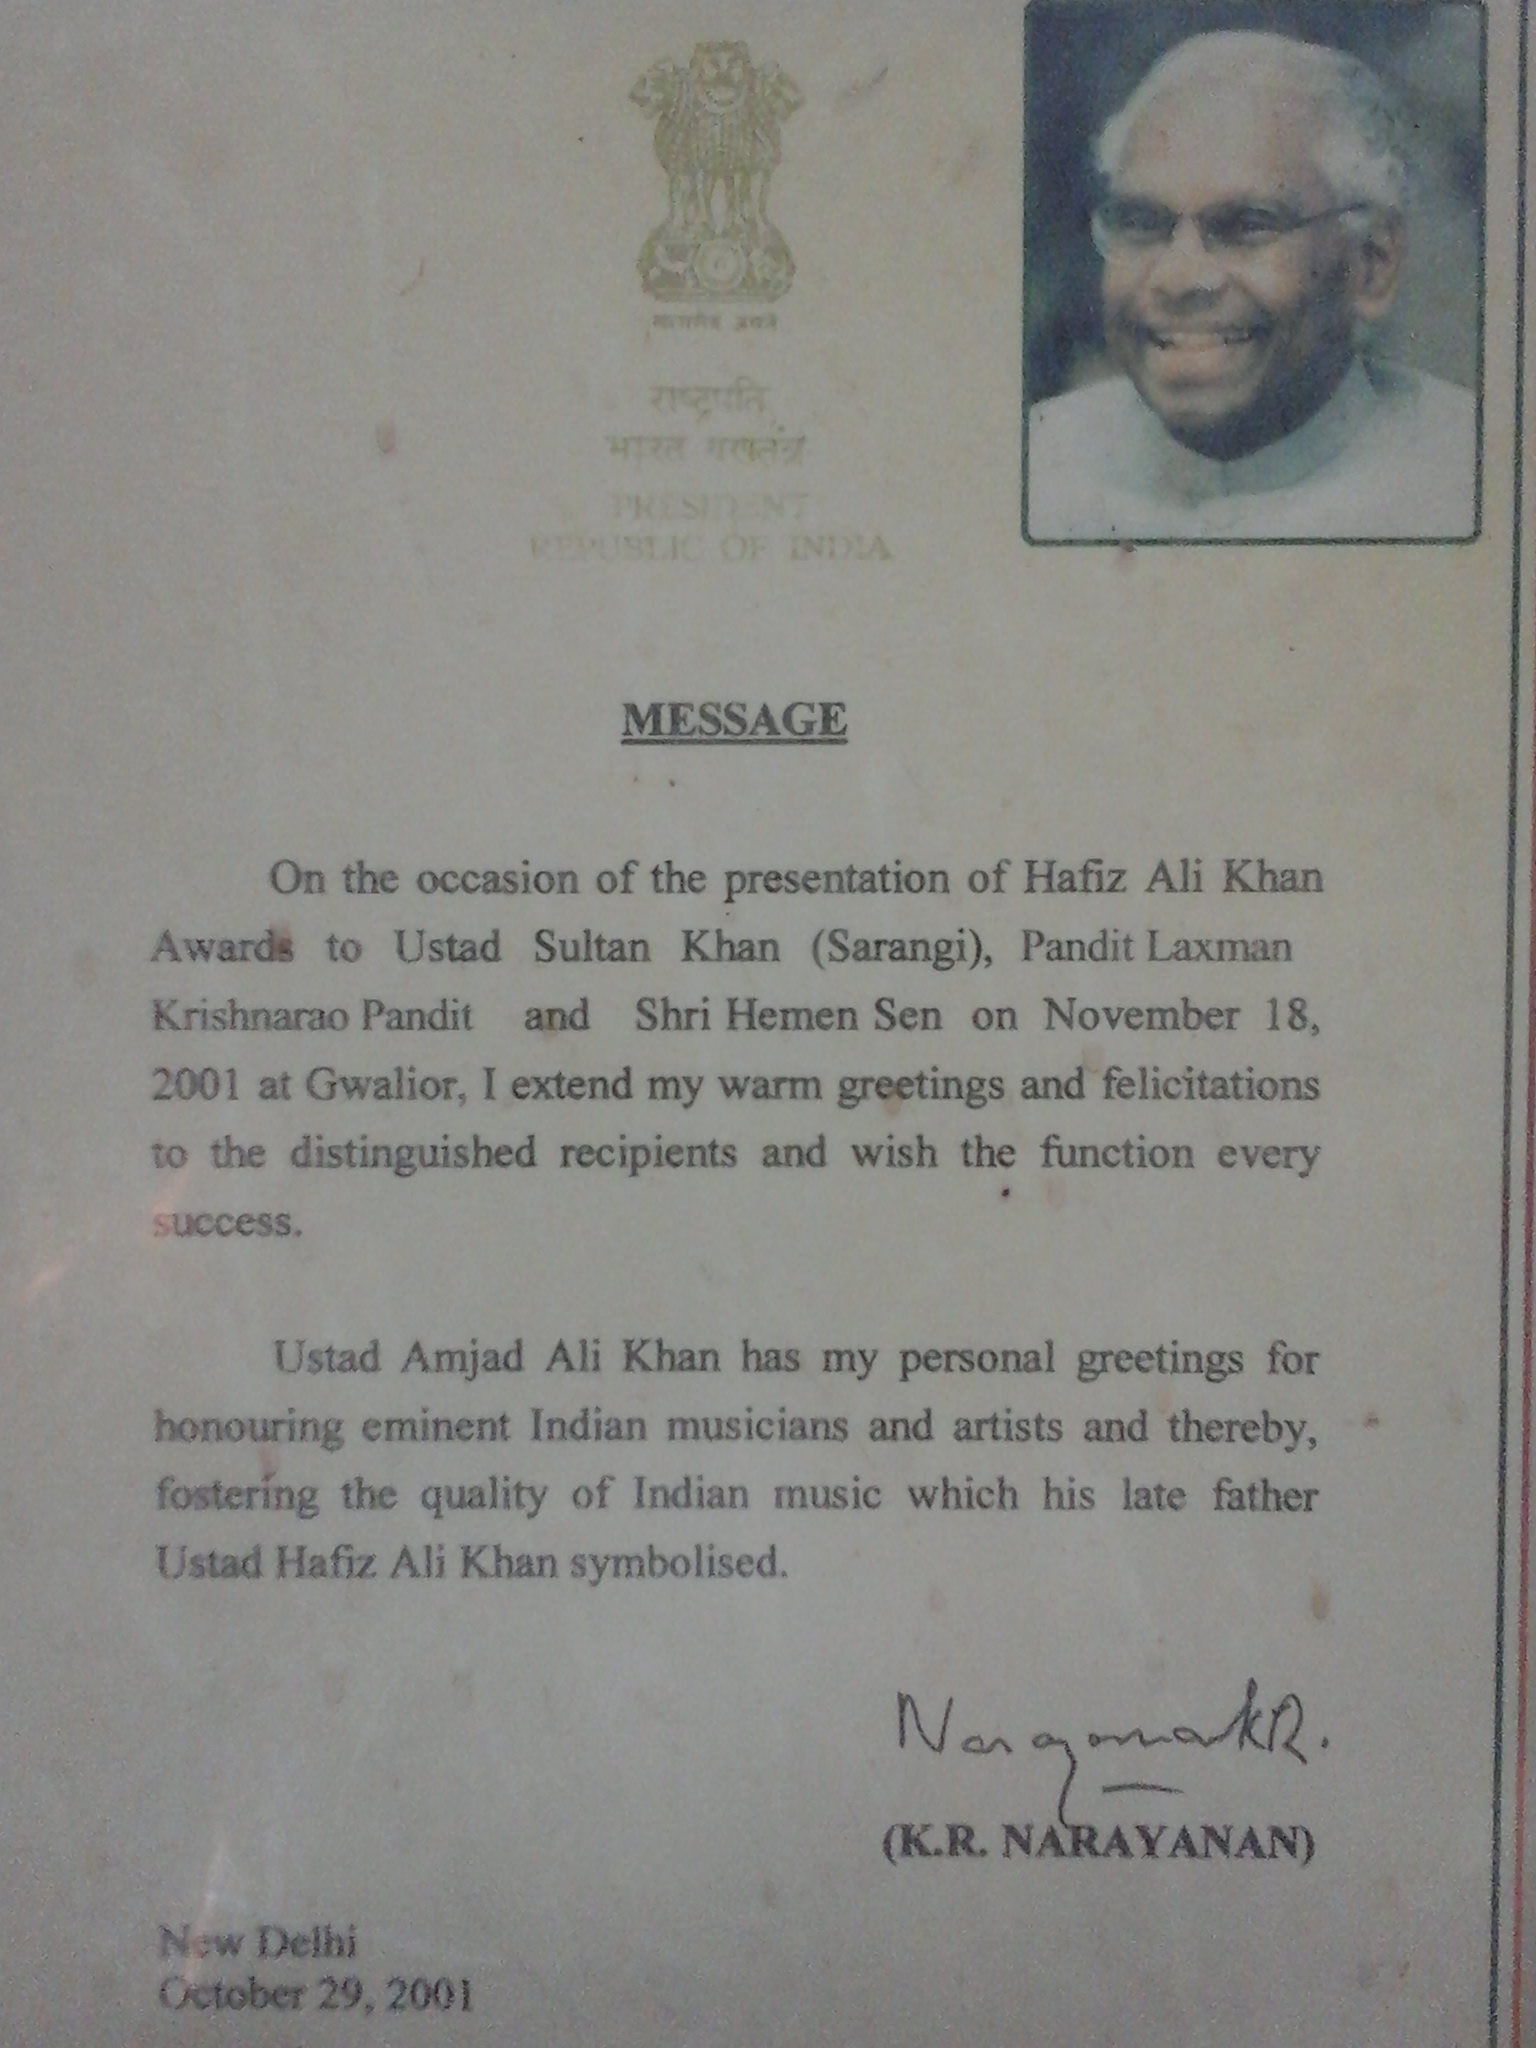 सत्यमेव जयते
राष्ट्रपति
भारत गणतंत्र
PRESIDENT
REPUBLIC OF INDIA
MESSAGE
On the occasion of the presentation of Hafiz Ali Khan
Awards to Ustad Sultan Khan (Sarangi), Pandit Laxman
Krishnarao Pandit and Shri Hemen Sen on November 18,
2001 at Gwalior, I extend my warm greetings and felicitations
to the distinguished recipients and wish the function every
success.
Ustad Amjad Ali Khan has my personal greetings for
honouring eminent Indian musicians and artists and thereby,
fostering the quality of Indian music which his late father
Ustad Hafiz Ali Khan symbolised.
Narayanan K R.
(K.R. NARAYANAN)
New Delhi
October 29, 2001